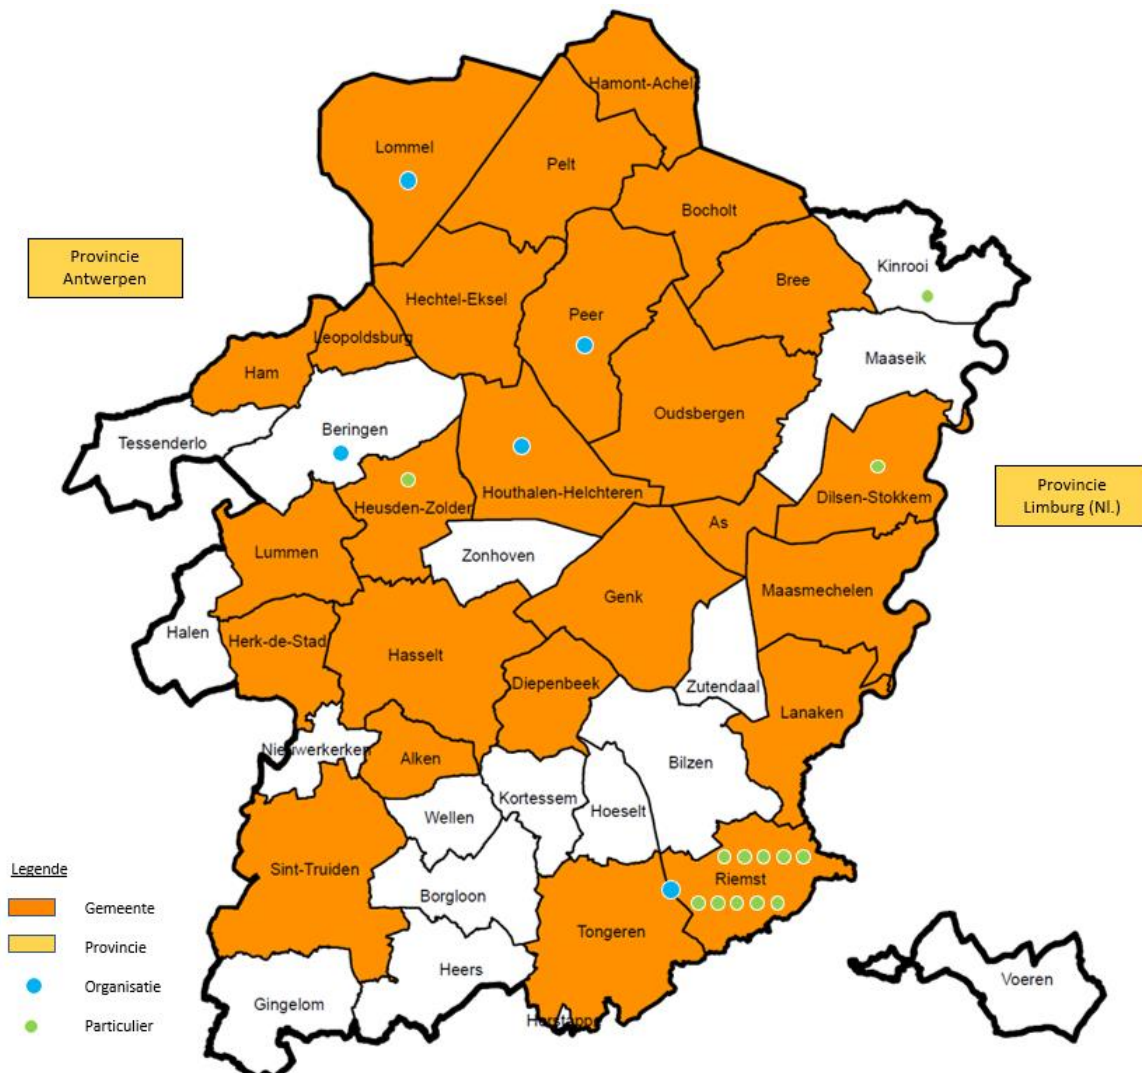 Hamont-Achel
Lommel
Pelt
Bocholt
Provincie
Antwerpen
Kinrooi
Bree
Hechtel-Eksel
Peer
Leopoldsburg
Maaseik
Ham
Oudsbergen
Tessenderlo
Beringen
Provincie
Limburg (Nl.)
Houthalen-Helchteren
Dilsen-Stokkem
Heusden-Zolder
As
Lummen
Zonhoven
Maasmechelen
Genk
Halen
Herk-de-Stad
Hasselt
Diepenbeek
Zutendaal
Lanaken
Nieuwerkerken
Alken
Bilzen
Kortessem
Hoeselt
Wellen
Legende
Sint-Truiden
Riemst
Borgloon
Gemeente
Tongeren
Provincie
Heers
Voeren
Organisatie
Gingelom
Herstappe
Particulier